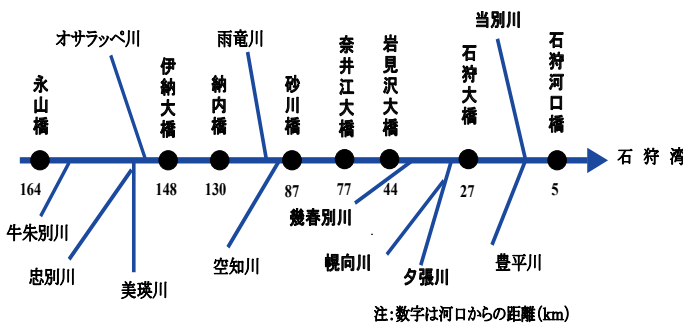 当別川
オサラッペ川
雨竜川
永山橋
伊納大橋
納内橋
砂川橋
奈井江大橋
岩見沢大橋
石狩大橋
石狩河口橋
石狩湾
164
148
130
87
77
44
27
5
牛朱別川
忠別川
美瑛川
空知川
幾春別川
幌向川
夕張川
豊平川
注:数字は河口からの距離(km)